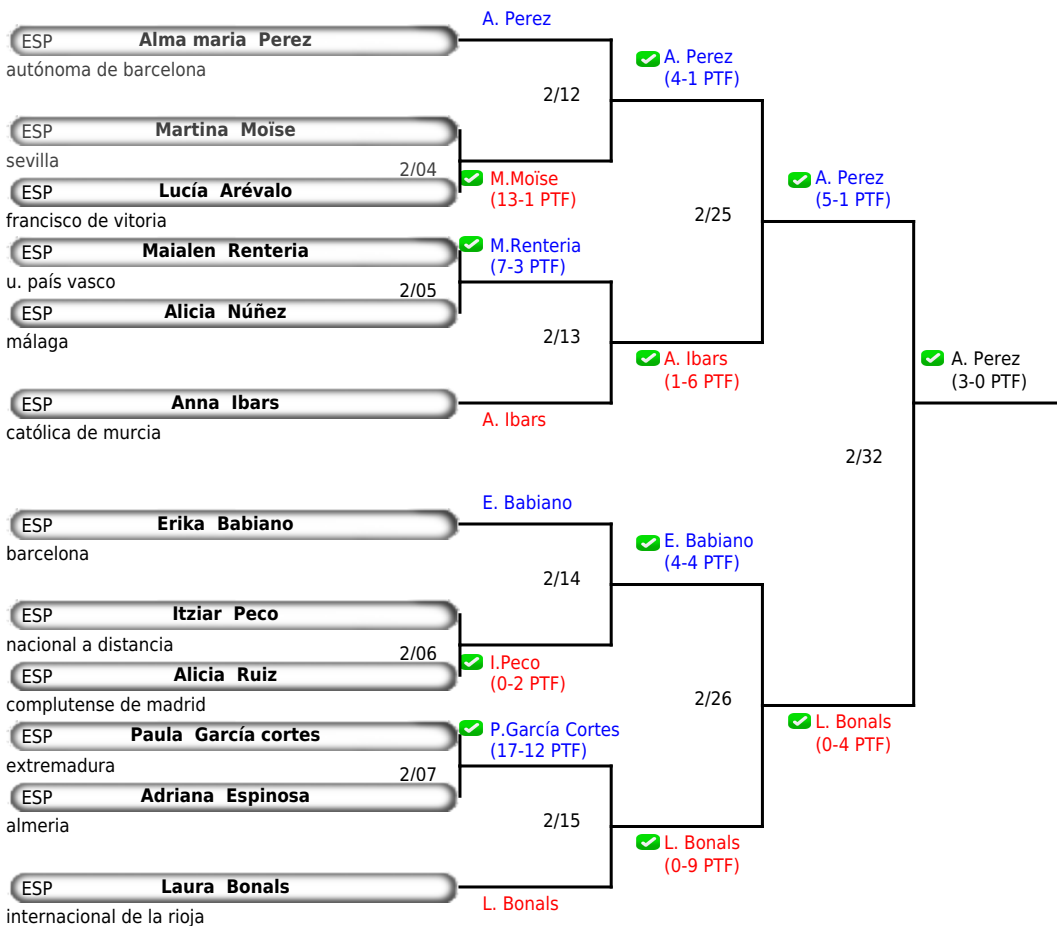 A. Perez
ESP Alma maria Perez
autónoma de barcelona
A. Perez
(4-1 PTF)
2/12
ESP Martina Moïse
sevilla
2/04
M.Moïse
(13-1 PTF)
ESP Lucía Arévalo
francisco de vitoria
A. Perez
(5-1 PTF)
2/25
ESP Maialen Renteria
u. país vasco
M.Renteria
(7-3 PTF)
2/05
ESP Alicia Núñez
málaga
2/13
A. Ibars
(1-6 PTF)
A. Perez
(3-0 PTF)
ESP Anna Ibars
católica de murcia
A. Ibars
2/32
E. Babiano
ESP Erika Babiano
barcelona
E. Babiano
(4-4 PTF)
2/14
ESP Itziar Peco
nacional a distancia
2/06
I.Peco
(0-2 PTF)
ESP Alicia Ruiz
complutense de madrid
2/26
L. Bonals
(0-4 PTF)
ESP Paula García cortes
extremadura
P.García Cortes
(17-12 PTF)
2/07
ESP Adriana Espinosa
almeria
2/15
L. Bonals
(0-9 PTF)
ESP Laura Bonals
internacional de la rioja
L. Bonals